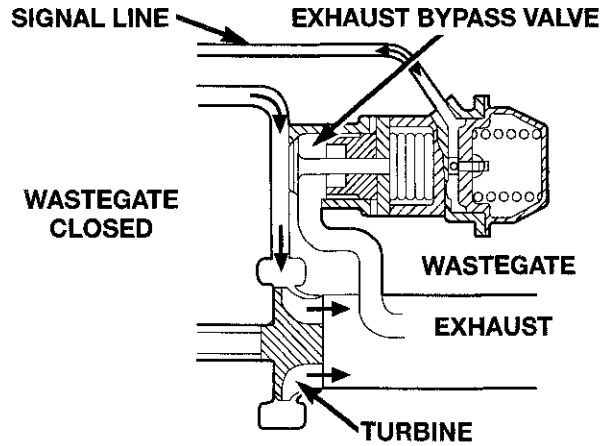 SIGNAL LINE
EXHAUST BYPASS VALVE
WASTEGATE
CLOSED
WASTEGATE
EXHAUST
TURBINE